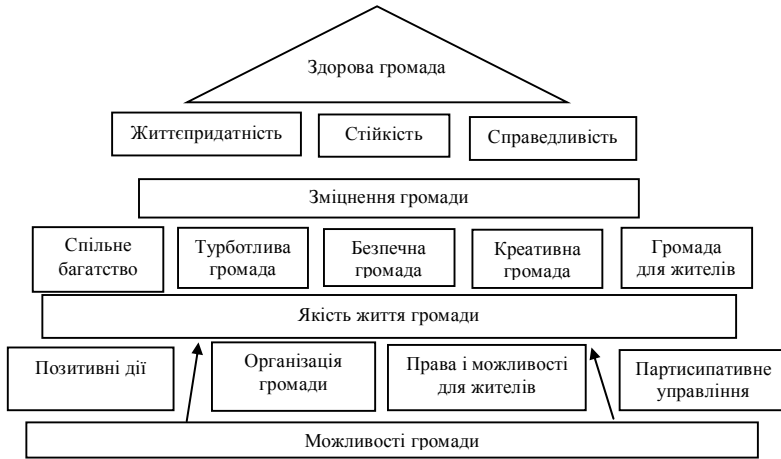 Здорова громада
Життєпридатність
Стійкість
Справедливість
Зміцнення громади
Спільне
багатство
Турботлива
громада
Безпечна
громада
Креативна
громада
Громада
для жителів
Якість життя громади
Позитивні дії
Організація
громади
Права і можливості
для жителів
Партисипативне
управління
Можливості громади